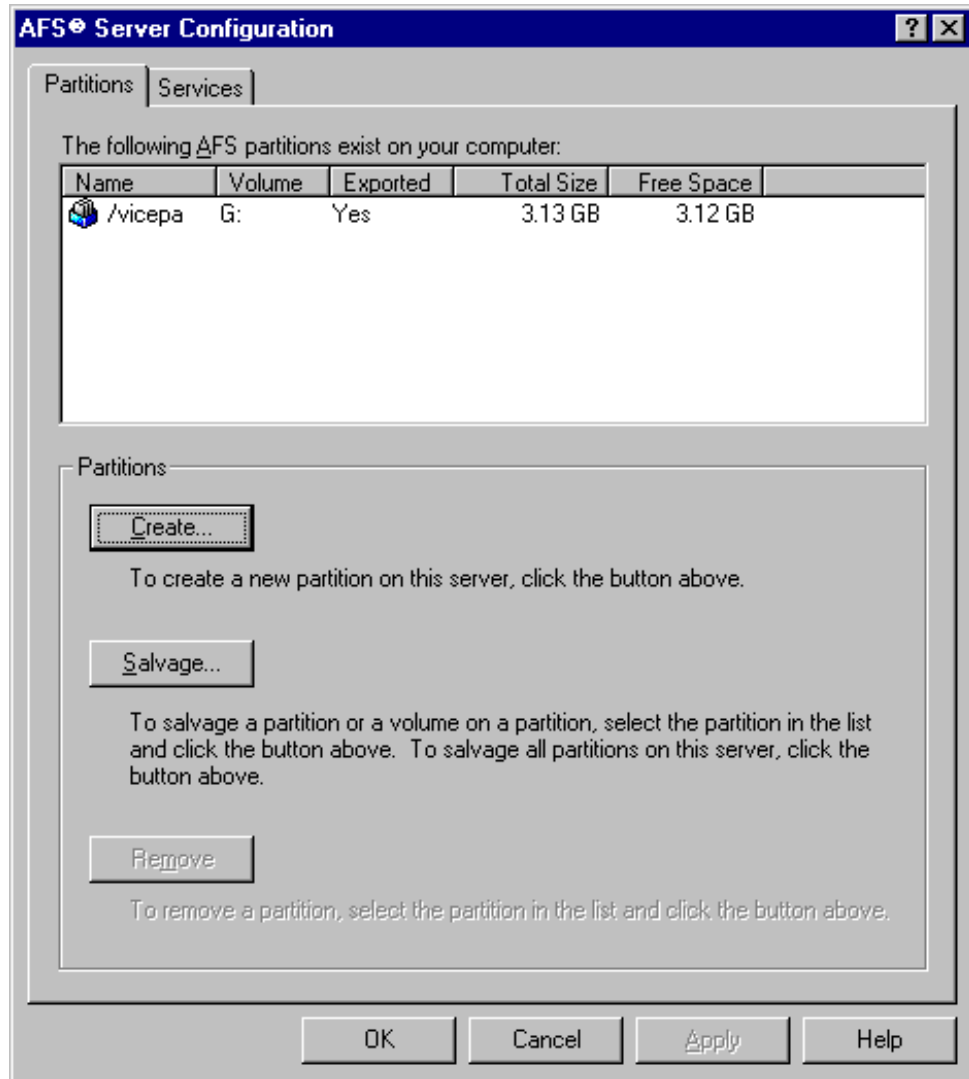 AFS® Server Configuration
Partitions Services
The following AFS partitions exist on your computer:
Name Volume Exported Total Size Free Space
/vicepa G: Yes 3.13 GB 3.12 GB
Partitions
Create...
To create a new partition on this server, click the button above.
Salvage...
To salvage a partition or a volume on a partition, select the partition in the list
and click the button above. To salvage all partitions on this server, click the
button above.
Remove
To remove a partition, select the partition in the list and click the button above.
OK Cancel Apply Help